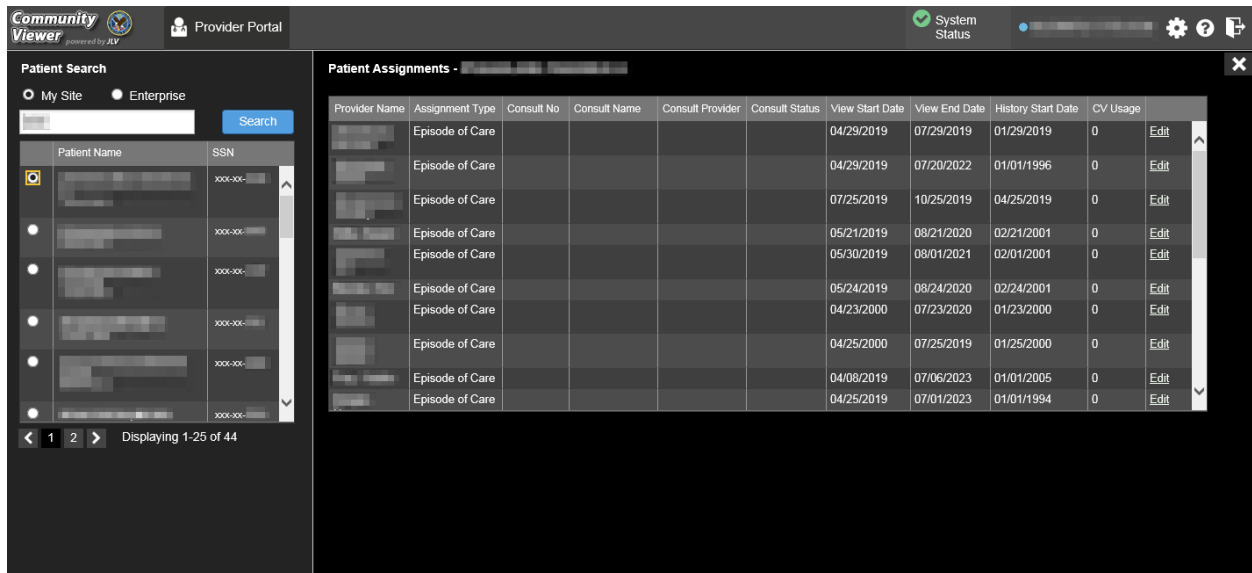 Community
Viewer powered by JLV
Provider Portal
System
Status
Patient Search
My Site Enterprise
Search
Patient Name SSN
xxx-xx-
xxx-xx-
xxx-xx-
xxx-xx-
xxx-xx-
xxx-xx-
1 2 Displaying 1-25 of 44
Patient Assignments -
Provider Name Assignment Type Consult No Consult Name Consult Provider Consult Status View Start Date View End Date History Start Date CV Usage
Episode of Care 04/29/2019 07/29/2019 01/29/2019 0 Edit
Episode of Care 04/29/2019 07/20/2022 01/01/1996 0 Edit
Episode of Care 07/25/2019 10/25/2019 04/25/2019 0 Edit
Episode of Care 05/21/2019 08/21/2020 02/21/2001 0 Edit
Episode of Care 05/30/2019 08/01/2021 02/01/2001 0 Edit
Episode of Care 05/24/2019 08/24/2020 02/24/2001 0 Edit
Episode of Care 04/23/2000 07/23/2020 01/23/2000 0 Edit
Episode of Care 04/25/2000 07/25/2019 01/25/2000 0 Edit
Episode of Care 04/08/2019 07/06/2023 01/01/2005 0 Edit
Episode of Care 04/25/2019 07/01/2023 01/01/1994 0 Edit